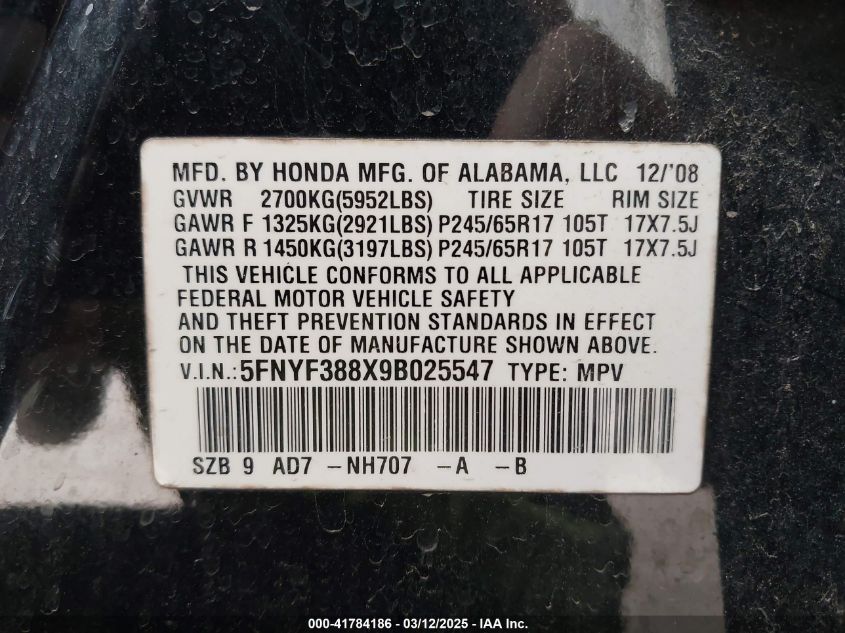 MFD. BY HONDA MFG. OF ALABAMA, LLC 12/'08
GVWR 2700KG(5952LBS) TIRE SIZE RIM SIZE
GAWR F 1325KG(2921LBS) P245/65R17 105T 17X7.5J
GAWR R 1450KG(3197LBS) P245/65R17 105T 17X7.5J
THIS VEHICLE CONFORMS TO ALL APPLICABLE
FEDERAL MOTOR VEHICLE SAFETY
AND THEFT PREVENTION STANDARDS IN EFFECT
ON THE DATE OF MANUFACTURE SHOWN ABOVE.
V.I.N.:5FNYF388X9B025547 TYPE: MPV
SZB 9 AD7 -NH707 -A -B
000-41784186 - 03/12/2025 - IAA Inc.